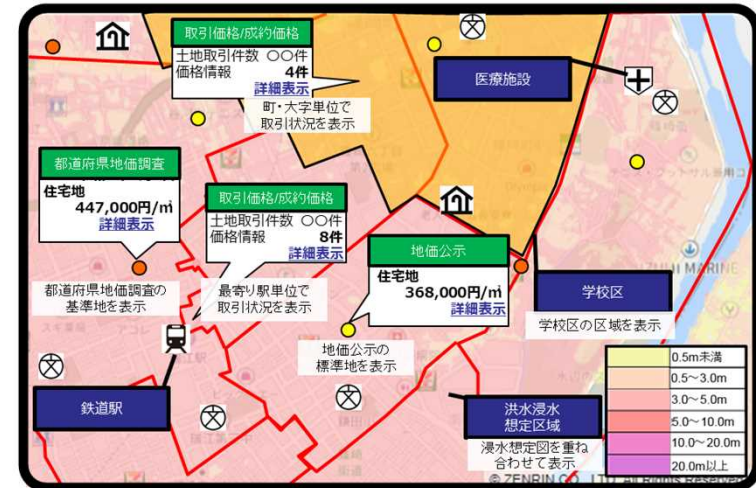 取引価格/成約価格
土地取引件数 〇〇件
価格情報 4件
詳細表示
町・大字単位で
取引状況を表示
医療施設
都道府県地価調査
住宅地
447,000円/㎡
詳細表示
都道府県地価調査の
基準地を表示
取引価格/成約価格
土地取引件数 〇〇件
価格情報 8件
詳細表示
最寄り駅単位で
取引状況を表示
地価公示
住宅地
368,000円/㎡
詳細表示
地価公示の
標準地を表示
学校区
学校区の区域を表示
鉄道駅
洪水浸水
想定区域
浸水想定図を重ね
合わせて表示
0.5m未満
0.5～3.0m
3.0～5.0m
5.0～10.0m
10.0～20.0m
20.0m以上
© ZENRIN CO., LTD. All Rights Reserved